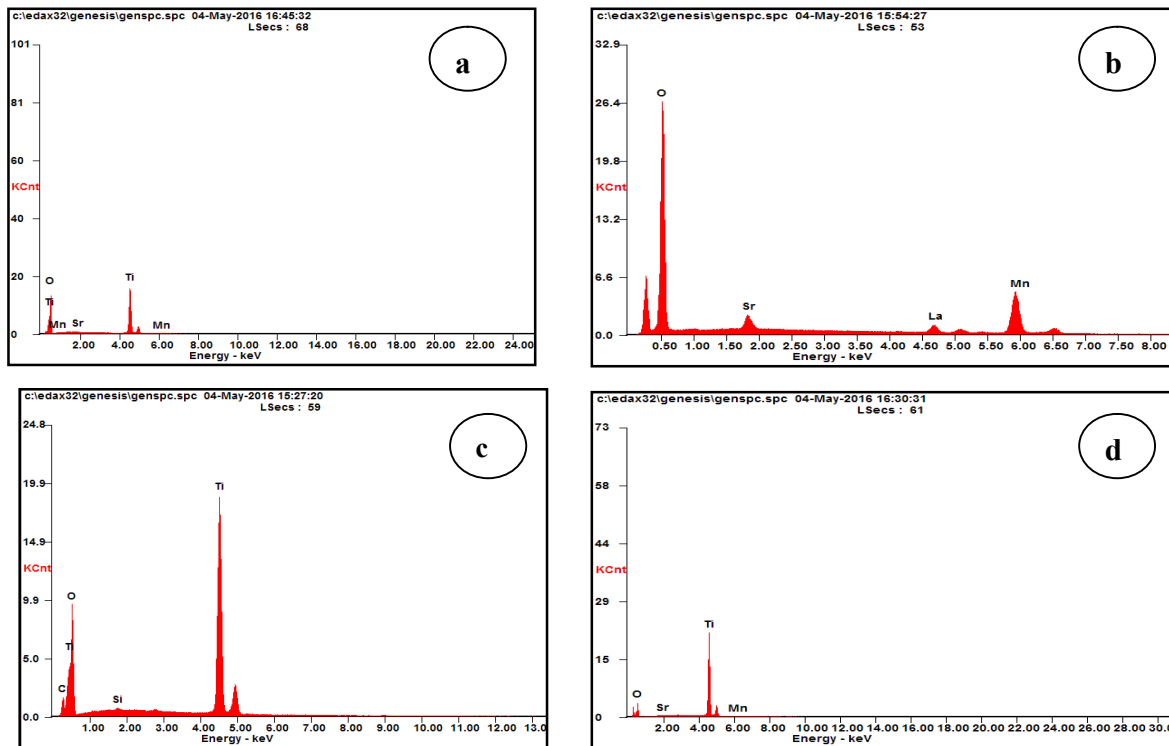 c:\edax32\genesis\genspc.spc 04-May-2016 16:45:32
LSecs : 68
a
101
81
60
KCnt
40
20
0
O
Ti
Mn Sr
Ti
Mn
2.00 4.00 6.00 8.00 10.00 12.00 14.00 16.00 18.00 20.00 22.00 24.00
Energy - keV
c:\edax32\genesis\genspc.spc 04-May-2016 15:54:27
LSecs : 53
b
32.9
26.4
19.8
KCnt
13.2
6.6
0.0
O
Sr
La
Mn
0.50 1.00 1.50 2.00 2.50 3.00 3.50 4.00 4.50 5.00 5.50 6.00 6.50 7.00 7.50 8.00
Energy - keV
c:\edax32\genesis\genspc.spc 04-May-2016 15:27:20
LSecs : 59
c
24.8
19.9
14.9
KCnt
9.9
5.0
0.0
Ti
O
Ti
C
Si
1.00 2.00 3.00 4.00 5.00 6.00 7.00 8.00 9.00 10.00 11.00 12.00 13.0
Energy - keV
c:\edax32\genesis\genspc.spc 04-May-2016 16:30:31
LSecs : 61
d
73
58
44
KCnt
29
15
0
O
Sr
Ti
Mn
2.00 4.00 6.00 8.00 10.00 12.00 14.00 16.00 18.00 20.00 22.00 24.00 26.00 28.00 30.0
Energy - keV